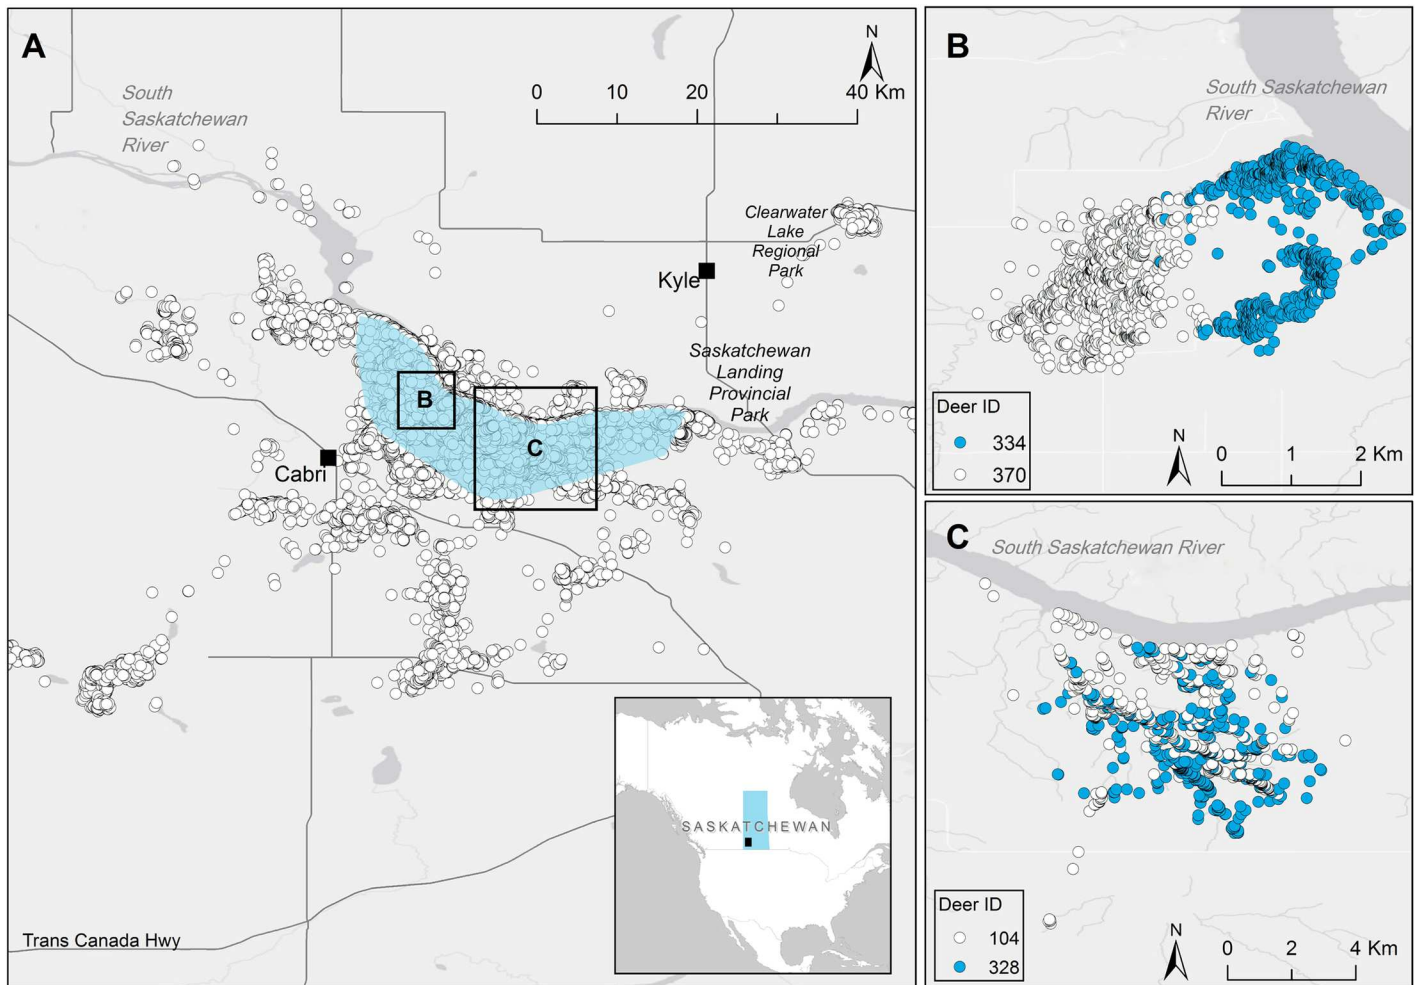 A
South
Saskatchewan
River
N
0 10 20 40 Km
Clearwater
Lake
Regional
Park
Kyle
Saskatchewan
Landing
Provincial
Park
B
C
Cabri
SASKATCHEWAN
Trans Canada Hwy
B
South Saskatchewan
River
Deer ID
334
370
N
0 1 2 Km
C
South Saskatchewan River
Deer ID
104
328
N
0 2 4 Km